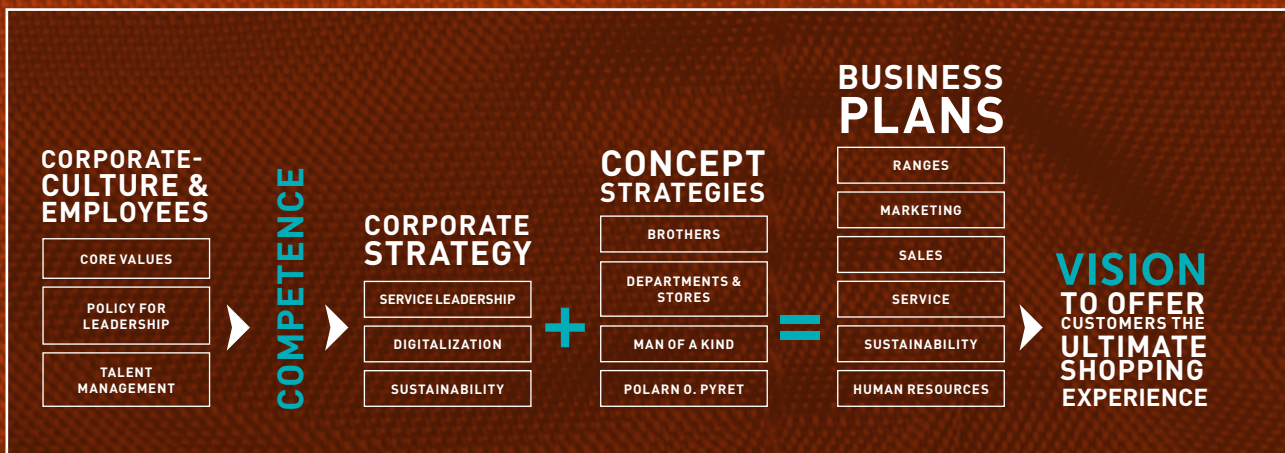 CORPORATE-
CULTURE &
EMPLOYEES
CORE VALUES
POLICY FOR
LEADERSHIP
TALENT
MANAGEMENT
COMPETENCE
CORPORATE
STRATEGY
SERVICE LEADERSHIP
DIGITALIZATION
SUSTAINABILITY
+
CONCEPT
STRATEGIES
BROTHERS
DEPARTMENTS &
STORES
MAN OF A KIND
POLARN O. PYRET
=
BUSINESS
PLANS
RANGES
MARKETING
SALES
SERVICE
SUSTAINABILITY
HUMAN RESOURCES
VISION
TO OFFER
CUSTOMERS THE
ULTIMATE
SHOPPING
EXPERIENCE